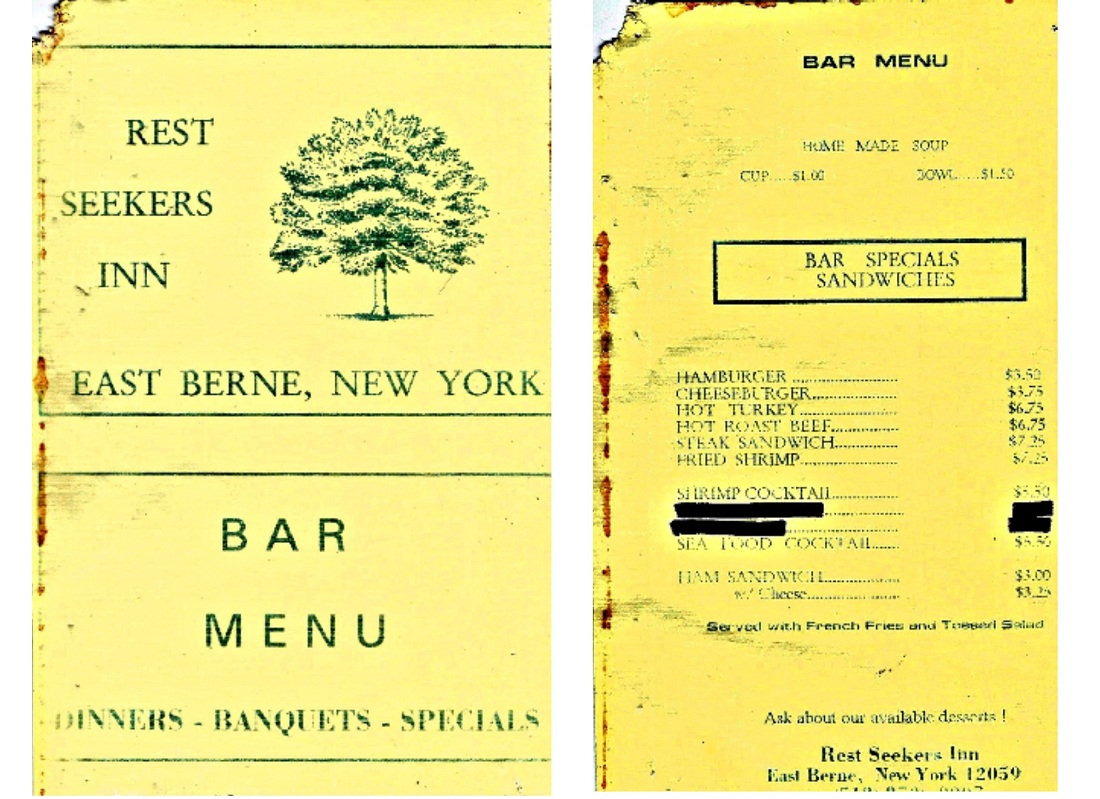 REST
SEEKERS
INN
EAST BERNE, NEW YORK
BAR
MENU
DINNERS - BANQUETS - SPECIALS
BAR MENU
HOME MADE SOUP
CUP.....$1.00 BOWL.....$1.50
BAR SPECIALS
SANDWICHES
HAMBURGER ........................ $3.50
CHEESEBURGER.................... $3.75
HOT TURKEY....................... $6.75
HOT ROAST BEEF................ $6.75
STEAK SANDWICH............... $7.25
FRIED SHRIMP....................... $7.25
SHRIMP COCKTAIL............... $5.50
SEA FOOD COCKTAIL....... $5.50
HAM SANDWICH.................. $3.00
w/ Cheese....................... $3.25
Served with French Fries and Tossed Salad
Ask about our available desserts !
Rest Seekers Inn
East Berne, New York 12059